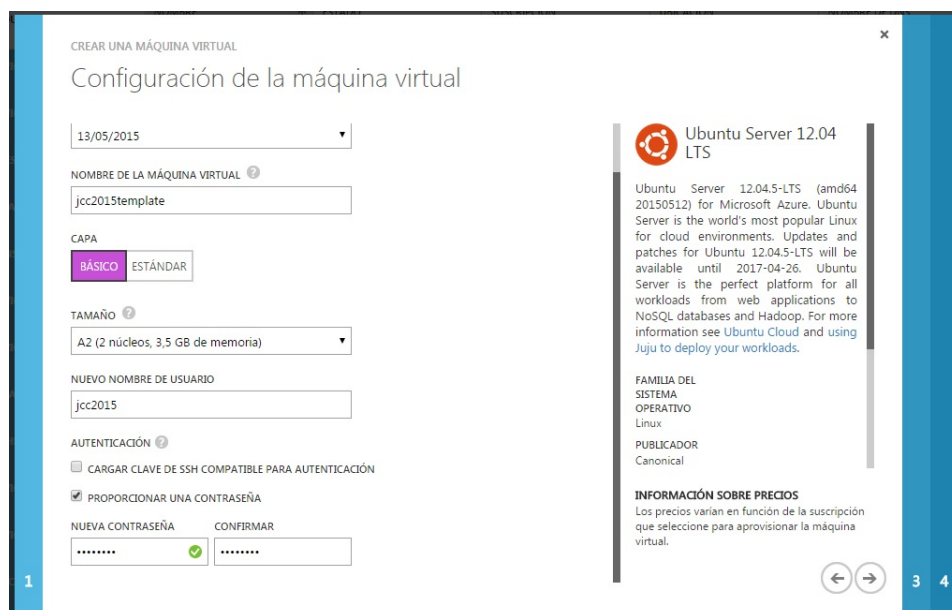 CREAR UNA MÁQUINA VIRTUAL
Configuración de la máquina virtual
13/05/2015
NOMBRE DE LA MÁQUINA VIRTUAL ?
jcc2015template
CAPA
BÁSICO ESTÁNDAR
TAMAÑO ?
A2 (2 núcleos, 3,5 GB de memoria)
NUEVO NOMBRE DE USUARIO
jcc2015
AUTENTICACIÓN ?
CARGAR CLAVE DE SSH COMPATIBLE PARA AUTENTICACIÓN
PROPORCIONAR UNA CONTRASEÑA
NUEVA CONTRASEÑA CONFIRMAR
•••••••• ••••••••
Ubuntu Server 12.04
LTS
Ubuntu Server 12.04.5-LTS (amd64
20150512) for Microsoft Azure. Ubuntu
Server is the world's most popular Linux
for cloud environments. Updates and
patches for Ubuntu 12.04.5-LTS will be
available until 2017-04-26. Ubuntu
Server is the perfect platform for all
workloads from web applications to
NoSQL databases and Hadoop. For more
information see Ubuntu Cloud and using
Juju to deploy your workloads.
FAMILIA DEL
SISTEMA
OPERATIVO
Linux
PUBLICADOR
Canonical
INFORMACIÓN SOBRE PRECIOS
Los precios varían en función de la suscripción
que seleccione para aprovisionar la máquina
virtual.
1
3 4